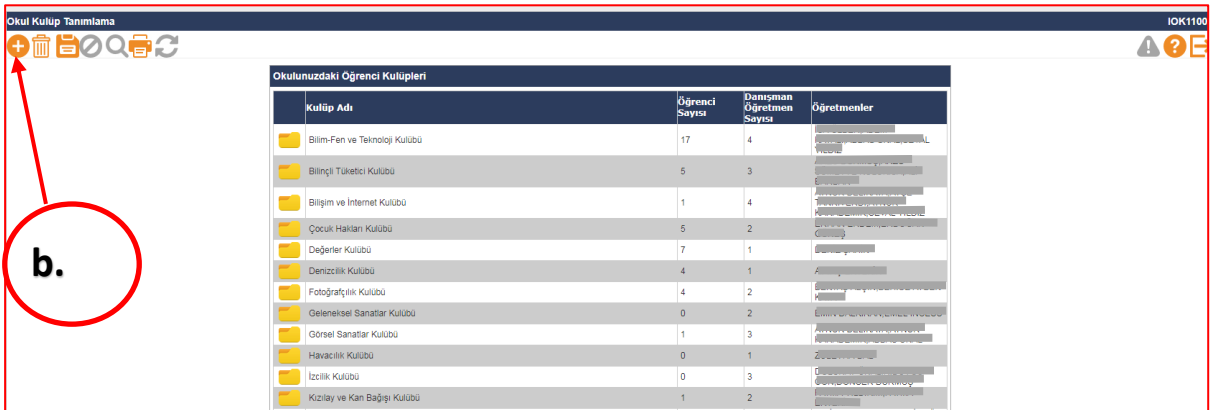 Okul Kulüp Tanımlama IOK1100
Okulunuzdaki Öğrenci Kulüpleri
Kulüp Adı Öğrenci Sayısı Danışman Öğretmen Sayısı Öğretmenler
Bilim-Fen ve Teknoloji Kulübü 17 4
Bilinçli Tüketici Kulübü 5 3
Bilişim ve İnternet Kulübü 1 4
Çocuk Hakları Kulübü 5 2
Değerler Kulübü 7 1
b.
Denizcilik Kulübü 4 1
Fotoğrafçılık Kulübü 4 2
Geleneksel Sanatlar Kulübü 0 2
Görsel Sanatlar Kulübü 1 3
Havacılık Kulübü 0 1
İzcilik Kulübü 0 3
Kızılay ve Kan Bağışı Kulübü 1 2